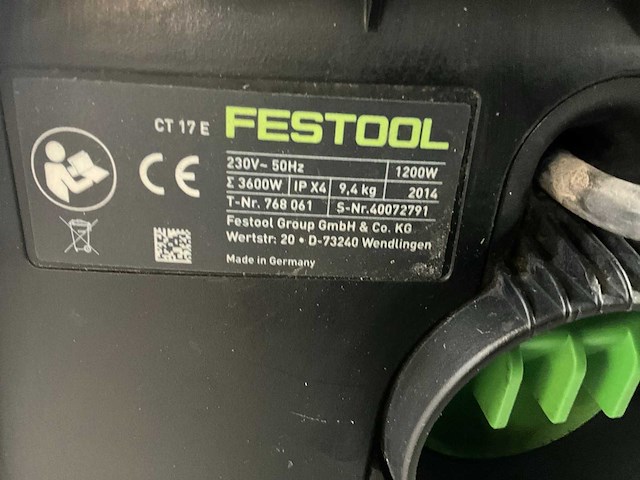 CT 17 E FESTOOL
CE
230V~ 50Hz 1200W
Σ 3600W IP X4 9,4 kg 2014
T-Nr. 768 061 S-Nr.40072791
Festool Group GmbH & Co. KG
Wertstr: 20 • D-73240 Wendlingen
Made in Germany